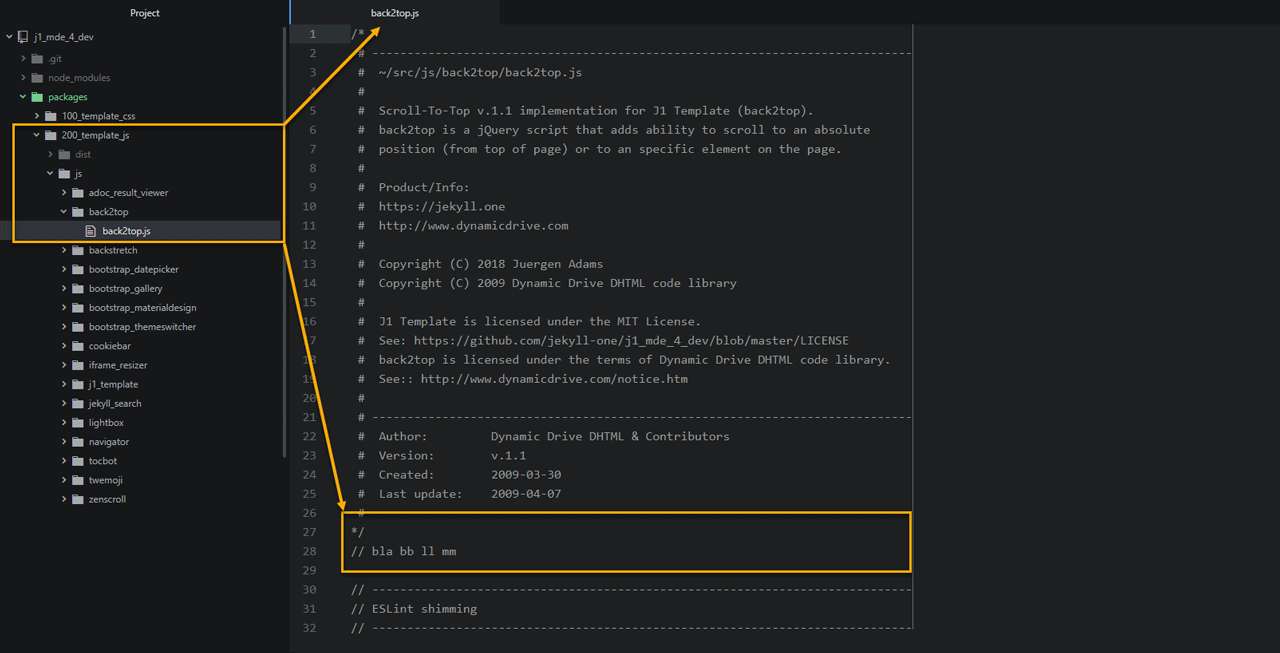 Project
j1_mde_4_dev
.git
node_modules
packages
100_template_css
200_template_js
dist
js
adoc_result_viewer
back2top
back2top.js
backstretch
bootstrap_datepicker
bootstrap_gallery
bootstrap_materialdesign
bootstrap_themeswitcher
cookiebar
iframe_resizer
j1_template
jekyll_search
lightbox
navigator
tocbot
twemoji
zenscroll
back2top.js
1 /*
2 # -----------------------------------------------------------------------------
3 # ~/src/js/back2top/back2top.js
4 #
5 # Scroll-To-Top v.1.1 implementation for J1 Template (back2top).
6 # back2top is a jQuery script that adds ability to scroll to an absolute
7 # position (from top of page) or to an specific element on the page.
8 #
9 # Product/Info:
10 # https://jekyll.one
11 # http://www.dynamicdrive.com
12 #
13 # Copyright (C) 2018 Juergen Adams
14 # Copyright (C) 2009 Dynamic Drive DHTML code library
15 #
16 # J1 Template is licensed under the MIT License.
17 # See: https://github.com/jekyll-one/j1_mde_4_dev/blob/master/LICENSE
18 # back2top is licensed under the terms of Dynamic Drive DHTML code library.
19 # See:: http://www.dynamicdrive.com/notice.htm
20 #
21 # -----------------------------------------------------------------------------
22 # Author: Dynamic Drive DHTML & Contributors
23 # Version: v.1.1
24 # Created: 2009-03-30
25 # Last update: 2009-04-07
26 #
27 */
28 // bla bb ll mm
29
30 // -----------------------------------------------------------------------------
31 // ESLint shimming
32 // -----------------------------------------------------------------------------